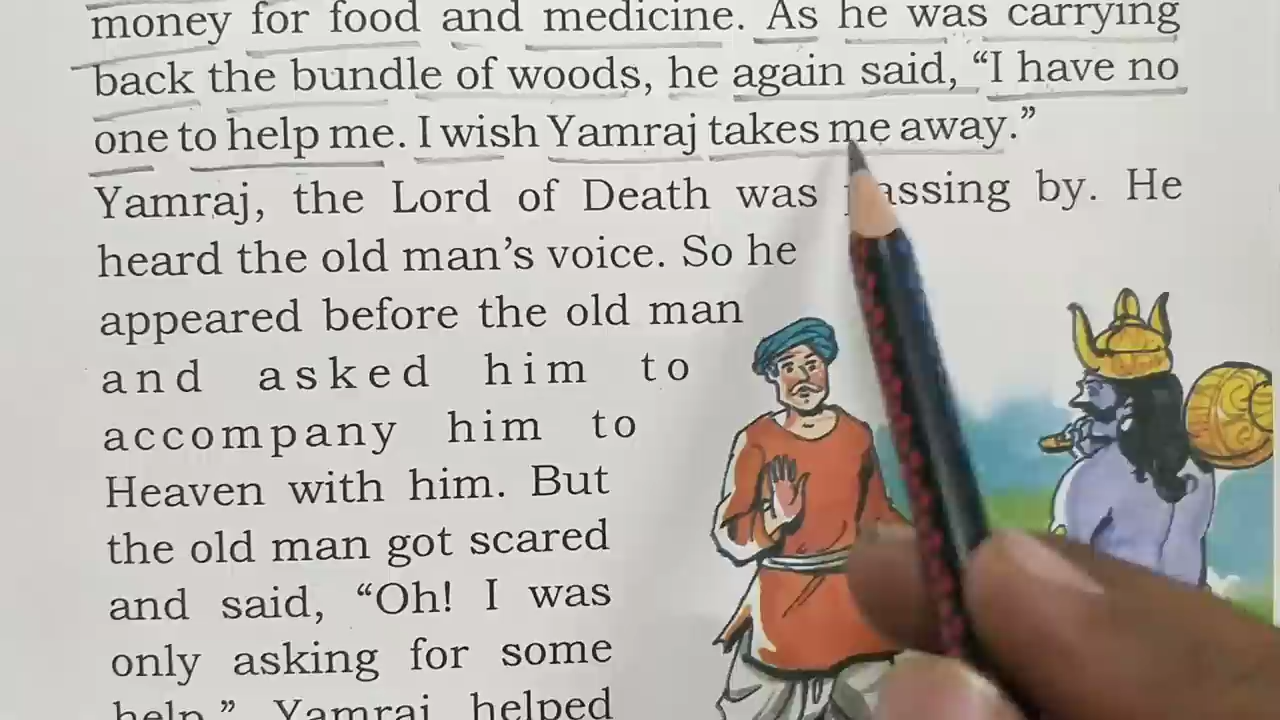 money for food and medicine. As he was carrying
back the bundle of woods, he again said, “I have no
one to help me. I wish Yamraj takes me away.”
Yamraj, the Lord of Death was passing by. He
heard the old man’s voice. So he
appeared before the old man
and asked him to
accompany him to
Heaven with him. But
the old man got scared
and said, “Oh! I was
only asking for some
help.” Yamraj helped